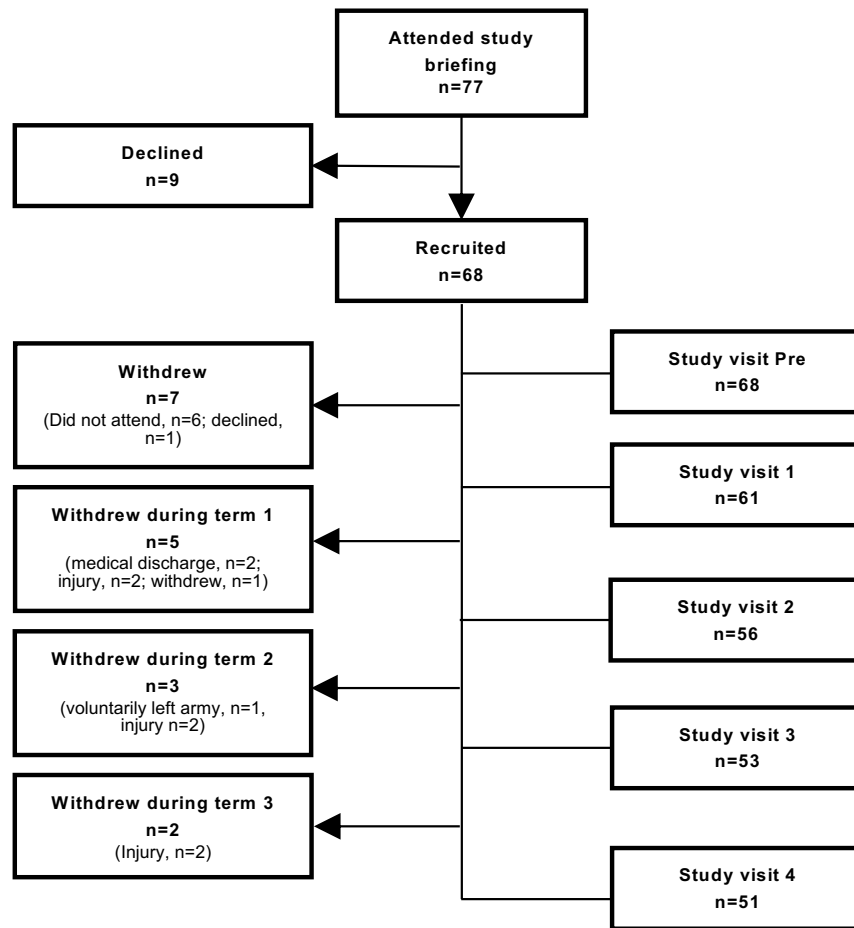 Attended study
briefing
n=77
Declined
n=9
Recruited
n=68
Study visit Pre
n=68
Withdrew
n=7
(Did not attend, n=6; declined,
n=1)
Study visit 1
n=61
Withdrew during term 1
n=5
(medical discharge, n=2;
injury, n=2; withdrew, n=1)
Study visit 2
n=56
Withdrew during term 2
n=3
(voluntarily left army, n=1,
injury n=2)
Study visit 3
n=53
Withdrew during term 3
n=2
(Injury, n=2)
Study visit 4
n=51